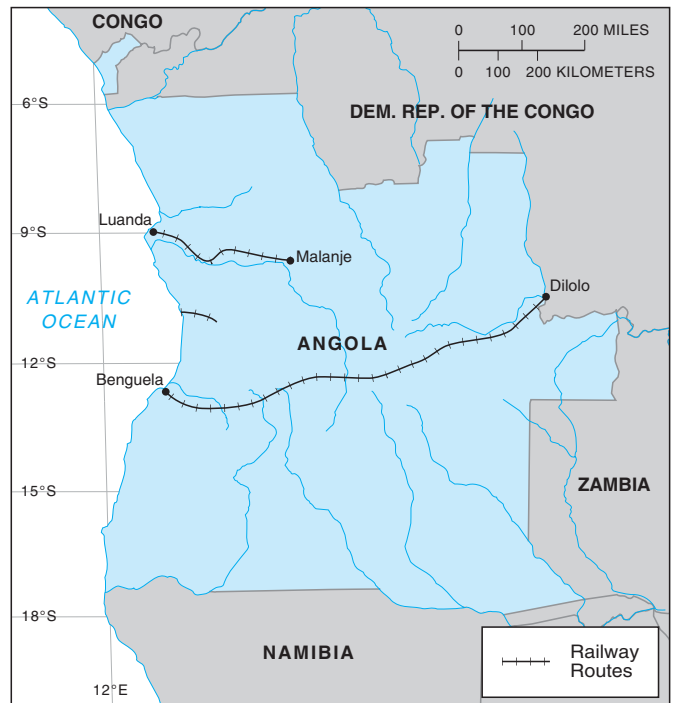 CONGO
0 100 200 MILES
0 100 200 KILOMETERS
6°S
DEM. REP. OF THE CONGO
Luanda
9°S
Malanje
Dilolo
ATLANTIC
OCEAN
ANGOLA
12°S
Benguela
15°S
ZAMBIA
18°S
NAMIBIA
Railway
Routes
12°E